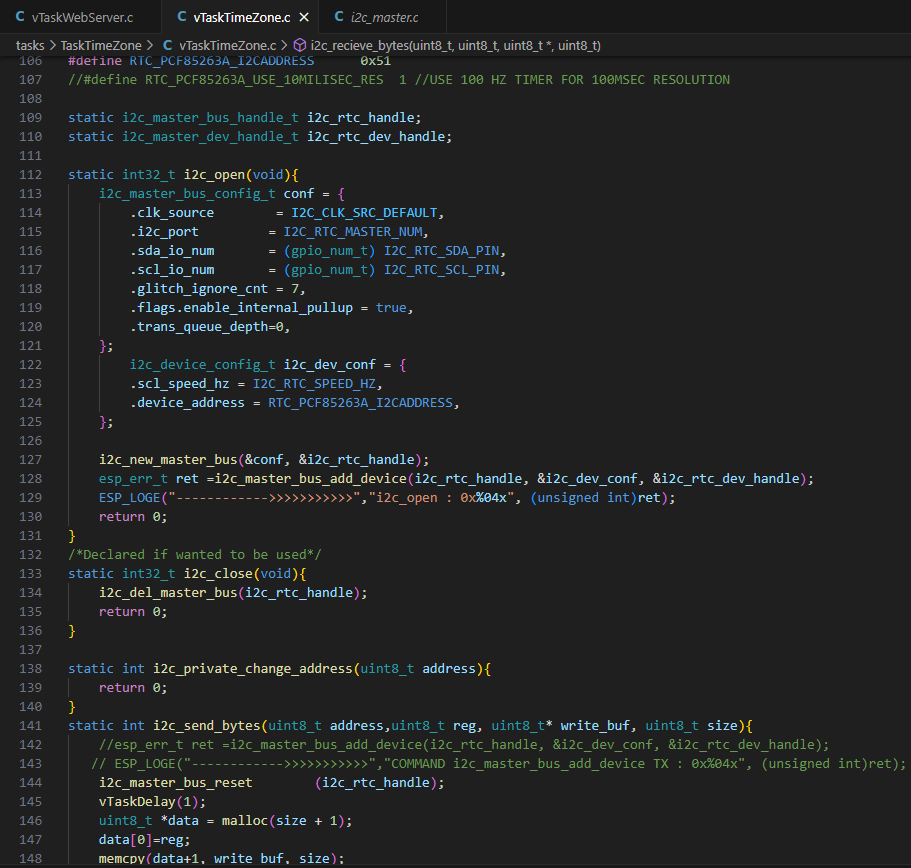 C vTaskWebServer.c C vTaskTimeZone.c × C i2c_master.c
tasks > TaskTimeZone > C vTaskTimeZone.c > i2c_recieve_bytes(uint8_t, uint8_t, uint8_t *, uint8_t)
106 #define RTC_PCF85263A_I2CADDRESS 0x51
107 //#define RTC_PCF85263A_USE_10MILISEC_RES 1 //USE 100 HZ TIMER FOR 100MSEC RESOLUTION
108
109 static i2c_master_bus_handle_t i2c_rtc_handle;
110 static i2c_master_dev_handle_t i2c_rtc_dev_handle;
111
112 static int32_t i2c_open(void){
113 i2c_master_bus_config_t conf = {
114 .clk_source = I2C_CLK_SRC_DEFAULT,
115 .i2c_port = I2C_RTC_MASTER_NUM,
116 .sda_io_num = (gpio_num_t) I2C_RTC_SDA_PIN,
117 .scl_io_num = (gpio_num_t) I2C_RTC_SCL_PIN,
118 .glitch_ignore_cnt = 7,
119 .flags.enable_internal_pullup = true,
120 .trans_queue_depth=0,
121 };
122 i2c_device_config_t i2c_dev_conf = {
123 .scl_speed_hz = I2C_RTC_SPEED_HZ,
124 .device_address = RTC_PCF85263A_I2CADDRESS,
125 };
126
127 i2c_new_master_bus(&conf, &i2c_rtc_handle);
128 esp_err_t ret =i2c_master_bus_add_device(i2c_rtc_handle, &i2c_dev_conf, &i2c_rtc_dev_handle);
129 ESP_LOGE("------------>>>>>>>>>>>","i2c_open : 0x%04x", (unsigned int)ret);
130 return 0;
131 }
132 /*Declared if wanted to be used*/
133 static int32_t i2c_close(void){
134 i2c_del_master_bus(i2c_rtc_handle);
135 return 0;
136 }
137
138 static int i2c_private_change_address(uint8_t address){
139 return 0;
140 }
141 static int i2c_send_bytes(uint8_t address,uint8_t reg, uint8_t* write_buf, uint8_t size){
142 //esp_err_t ret =i2c_master_bus_add_device(i2c_rtc_handle, &i2c_dev_conf, &i2c_rtc_dev_handle);
143 // ESP_LOGE("------------>>>>>>>>>>>","COMMAND i2c_master_bus_add_device TX : 0x%04x", (unsigned int)ret);
144 i2c_master_bus_reset (i2c_rtc_handle);
145 vTaskDelay(1);
146 uint8_t *data = malloc(size + 1);
147 data[0]=reg;
148 memcpy(data+1, write_buf, size);